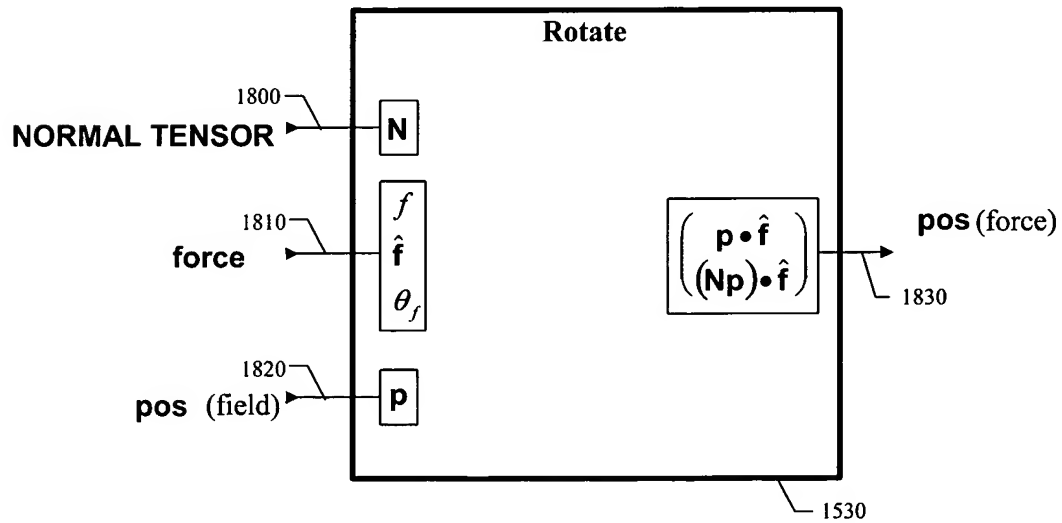 Rotate
1800
NORMAL TENSOR
N
1810
force
f
f̂
θ_f
1820
pos (field)
p
p • f̂
(Np) • f̂
pos (force)
1830
1530